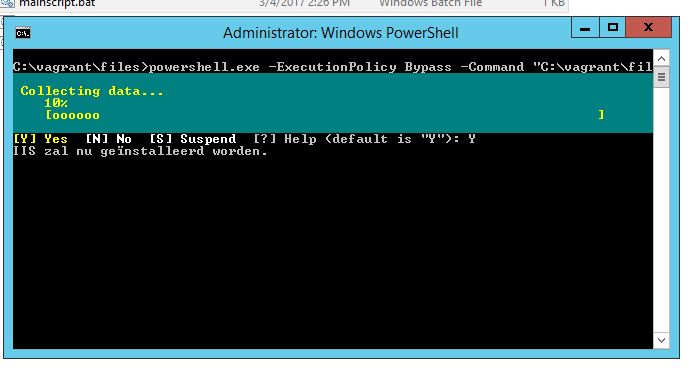 mainscript.bat 3/4/2017 2:26 PM Windows Batch File 1 KB
Administrator: Windows PowerShell
C:\vagrant\files>powershell.exe -ExecutionPolicy Bypass -Command "C:\vagrant\fil
Collecting data...
10%
[oooooo ]
[Y] Yes [N] No [S] Suspend [?] Help (default is "Y"): Y
IIS zal nu geïnstalleerd worden.